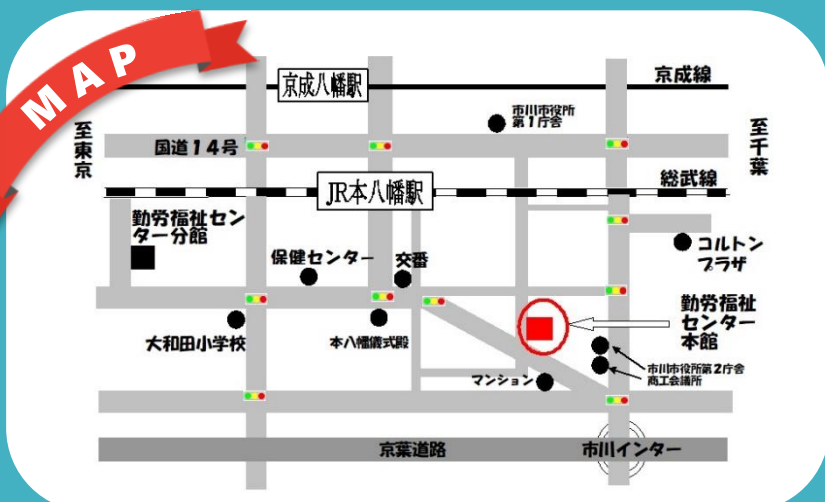 MAP
京成八幡駅
京成線
市川市役所
第1庁舎
至東京
国道14号
至千葉
総武線
JR本八幡駅
勤労福祉セン
ター分館
保健センター
交番
コルトン
プラザ
大和田小学校
本八幡儀式殿
勤労福祉
センター
本館
マンション
市川市役所第2庁舎
商工会議所
京葉道路
市川インター